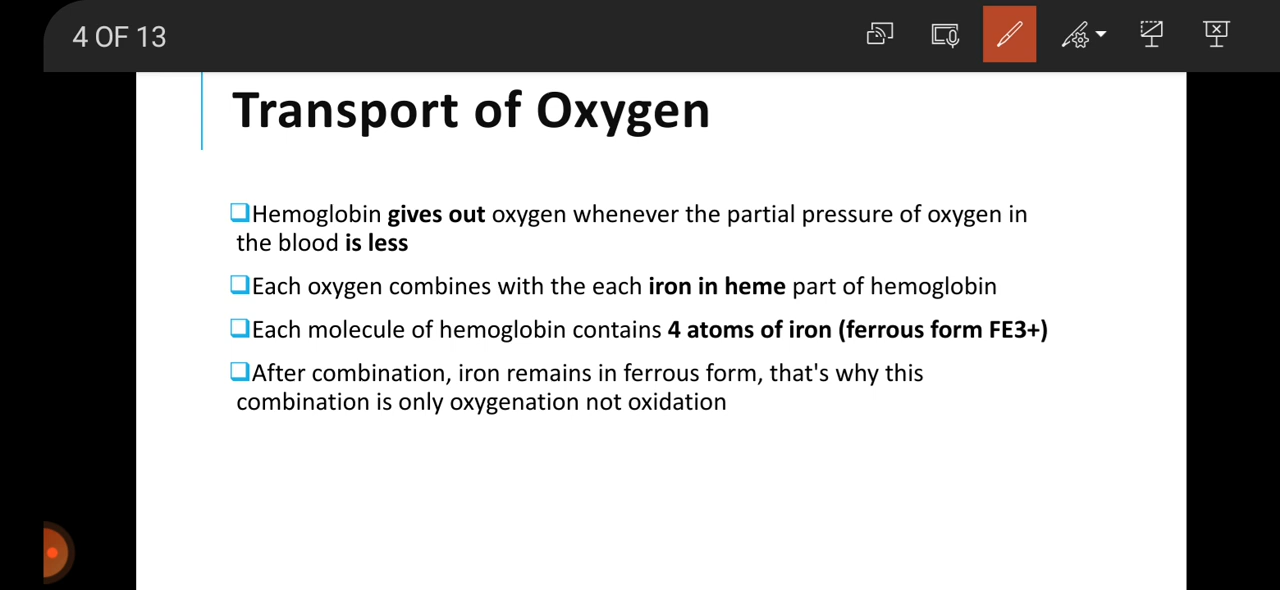 4 OF 13
Transport of Oxygen
Hemoglobin gives out oxygen whenever the partial pressure of oxygen in
the blood is less
Each oxygen combines with the each iron in heme part of hemoglobin
Each molecule of hemoglobin contains 4 atoms of iron (ferrous form FE3+)
After combination, iron remains in ferrous form, that's why this
combination is only oxygenation not oxidation